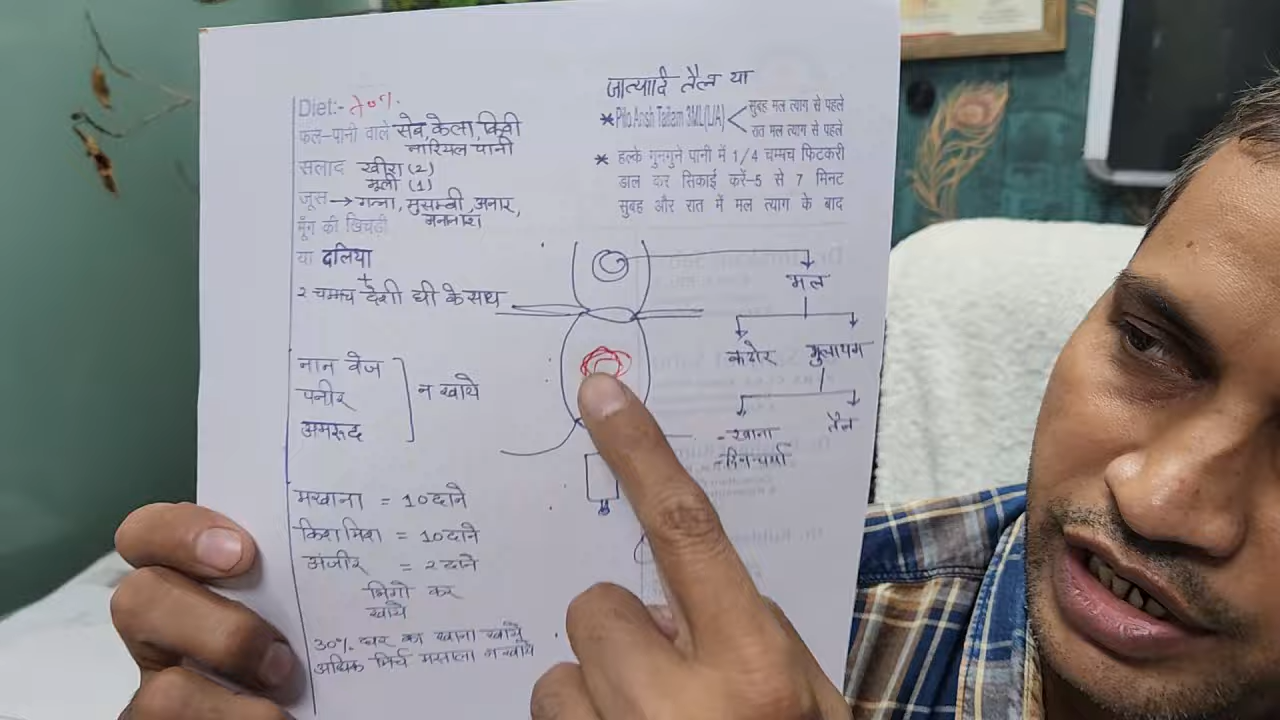 Diet:- 70%
फल-पानी वाले सेब, केला, किवी
नारियल पानी
सलाद खीरा (2)
मूली (1)
जूस → गन्ना, मुसम्बी, अनार,
अनानास
मूंग की खिचड़ी
या दलिया
+
2 चम्मच देशी घी के साथ
नान वेज
पनीर
अमरूद
न खाये
मखाना = 10 दाने
किशमिश = 10 दाने
अंजीर = 2 दाने
भिगो कर
खाये
30% घर का खाना खाये
अधिक मिर्च मसाला न खाये
जात्यादि तैल या
* Pilo Ansh Tailam 3ML(L/A)
सुबह मल त्याग से पहले
रात मल त्याग से पहले
* हल्के गुनगुने पानी में 1/4 चम्मच फिटकरी
डाल कर सिकाई करें-5 से 7 मिनट
सुबह और रात में मल त्याग के बाद
मल
कठोर मुलायम
- खाना तैल
- दिनचर्या